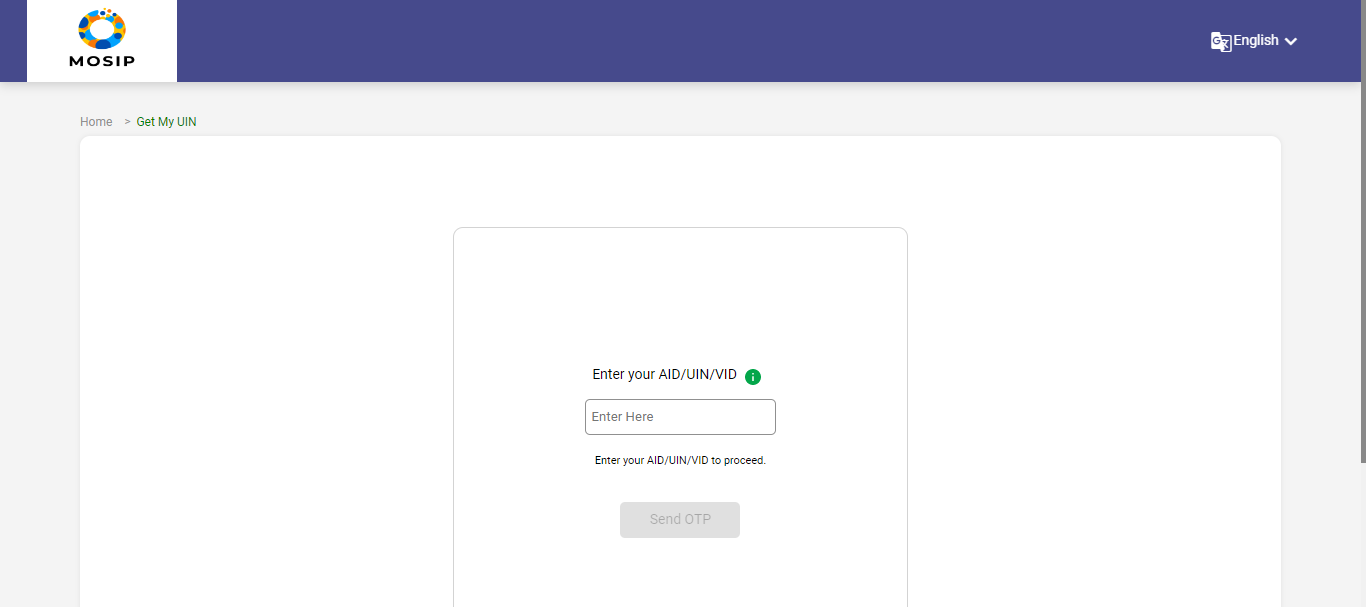 MOSIP
English
Home > Get My UIN
Enter your AID/UIN/VID
Enter Here
Enter your AID/UIN/VID to proceed.
Send OTP